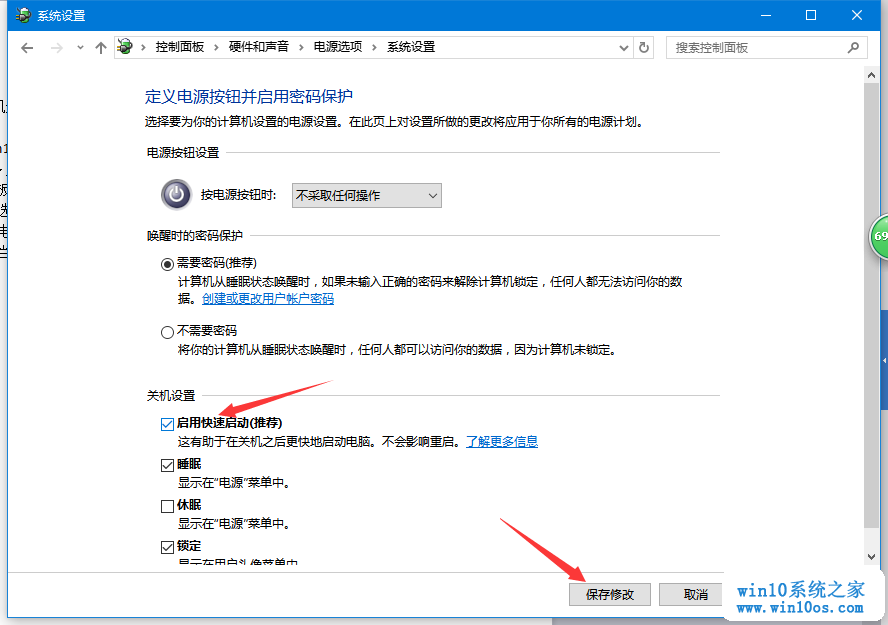 系统设置
控制面板 › 硬件和声音 › 电源选项 › 系统设置
搜索控制面板
定义电源按钮并启用密码保护
选择要为你的计算机设置的电源设置。在此页上对设置所做的更改将应用于你所有的电源计划。
电源按钮设置
按电源按钮时: 不采取任何操作
唤醒时的密码保护
需要密码(推荐)
计算机从睡眠状态唤醒时，如果未输入正确的密码来解除计算机锁定，任何人都无法访问你的数
据。创建或更改用户帐户密码
不需要密码
将你的计算机从睡眠状态唤醒时，任何人都可以访问你的数据，因为计算机未锁定。
关机设置
启用快速启动(推荐)
这有助于在关机之后更快地启动电脑。不会影响重启。了解更多信息
睡眠
显示在“电源”菜单中。
休眠
显示在“电源”菜单中。
锁定
显示在用户头像菜单中
保存修改 取消
win10系统之家
www.win10os.com
69